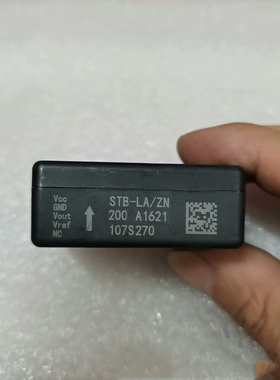 Vcc
GND
Vout
Vref
NC
STB-LA/ZN
200 A1621
107S270